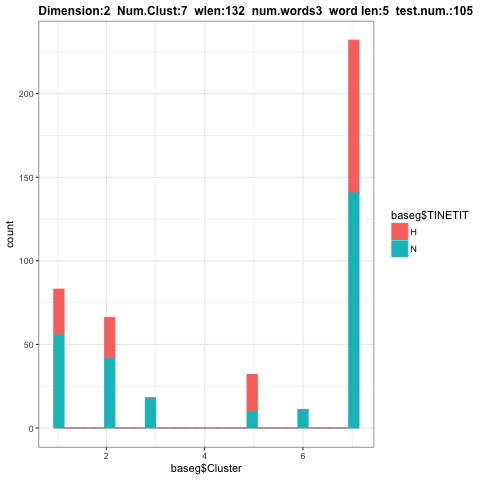 Dimension:2 Num.Clust:7 wlen:132 num.words3 word len:5 test.num.:105
count
200
150
100
50
0
2 4 6
baseg$Cluster
baseg$TINETIT
H
N